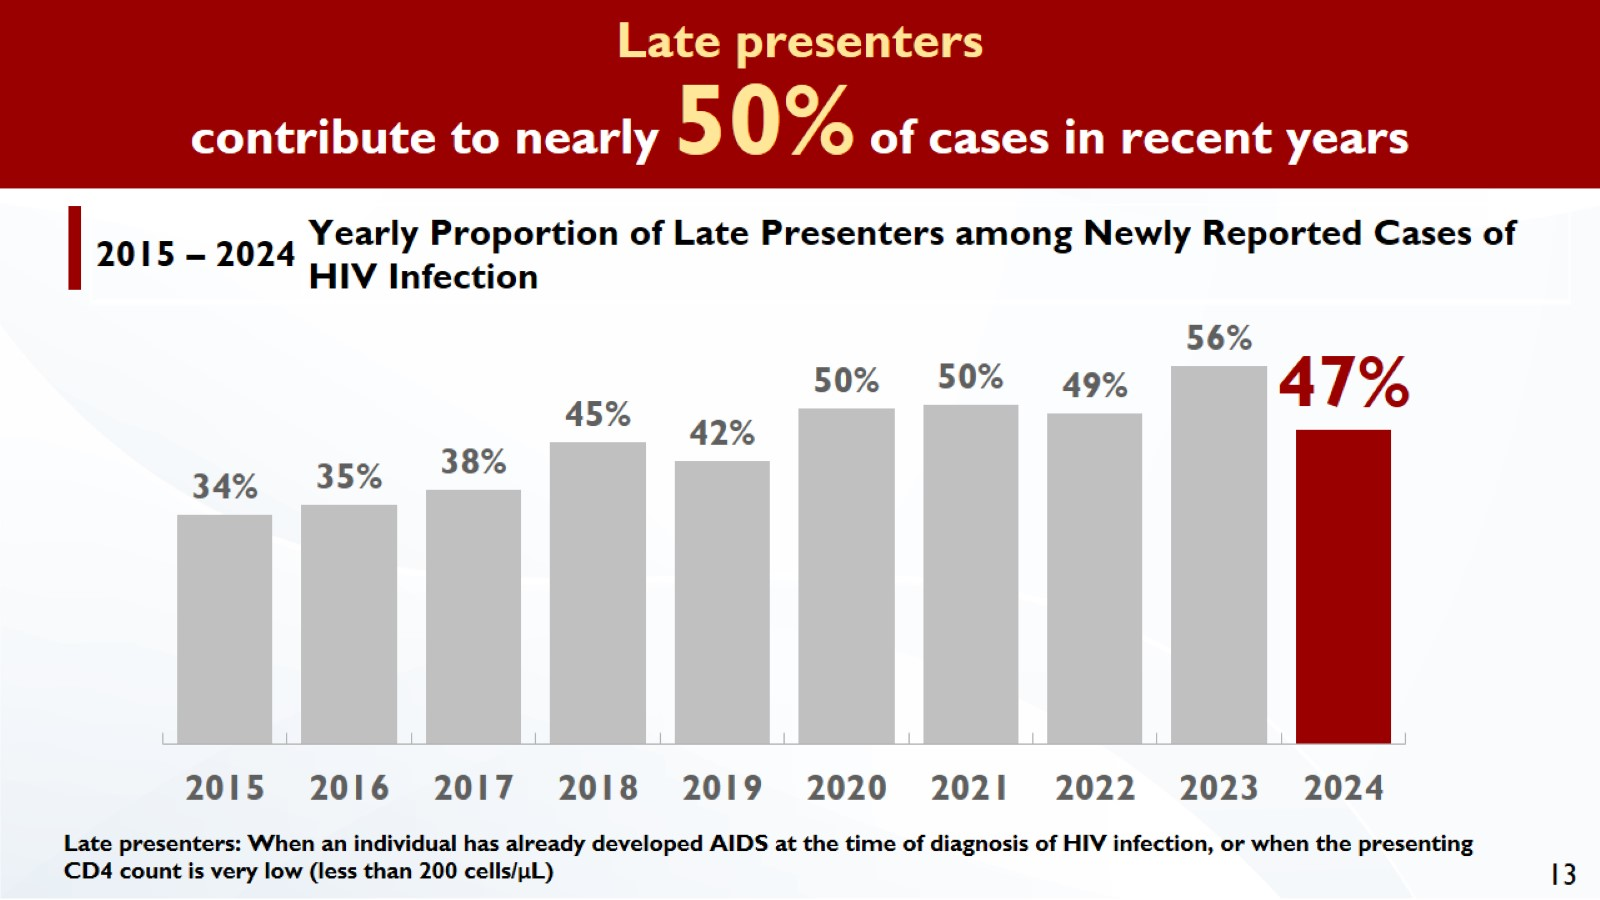 Late presenters
contribute to nearly 50% of cases in recent years
2015 – 2024
Yearly Proportion of Late Presenters among Newly Reported Cases of
HIV Infection
34%
35%
38%
45%
42%
50%
50%
49%
56%
47%
2015 2016 2017 2018 2019 2020 2021 2022 2023 2024
Late presenters: When an individual has already developed AIDS at the time of diagnosis of HIV infection, or when the presenting
CD4 count is very low (less than 200 cells/µL)
13